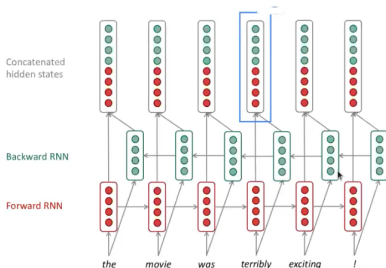 Concatenated
hidden states
Backward RNN
Forward RNN
the movie was terribly exciting !